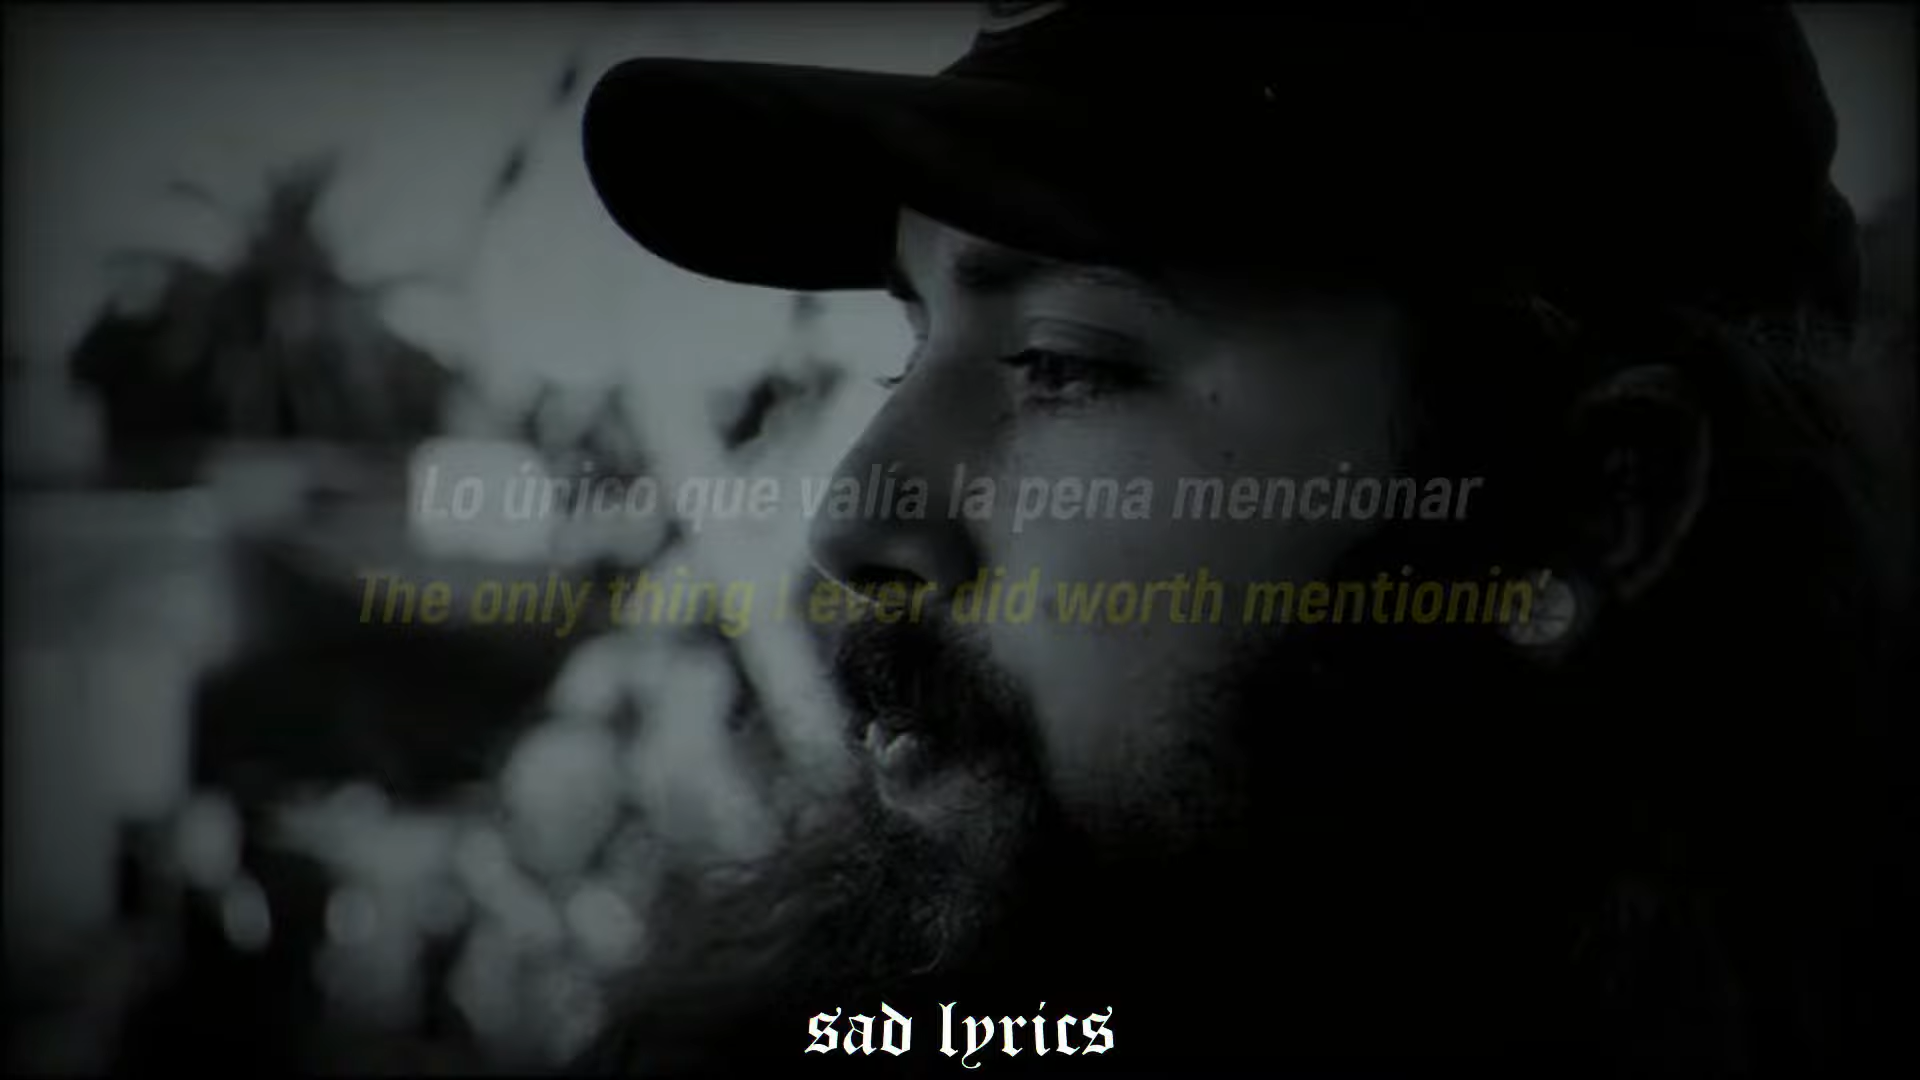 Lo único que valía la pena mencionar
The only thing I ever did worth mentionin'
sad lyrics